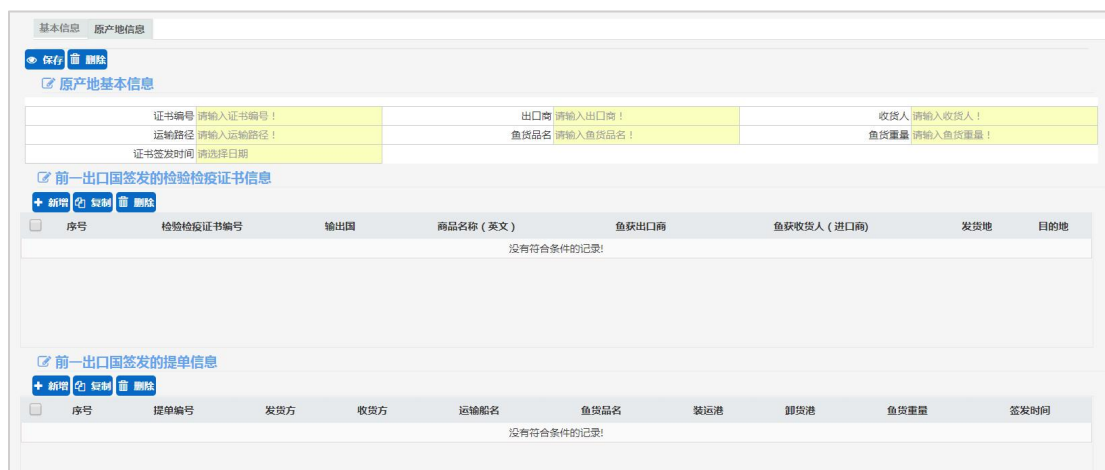 基本信息 原产地信息
保存 删除
原产地基本信息
证书编号 请输入证书编号！ 出口商 请输入出口商！ 收货人 请输入收货人！
运输路径 请输入运输路径！ 鱼货品名 请输入鱼货品名！ 鱼货重量 请输入鱼货重量！
证书签发时间 请选择日期
前一出口国签发的检验检疫证书信息
新增 复制 删除
序号 检验检疫证书编号 输出国 商品名称（英文） 鱼获出口商 鱼获收货人（进口商) 发货地 目的地
没有符合条件的记录!
前一出口国签发的提单信息
新增 复制 删除
序号 提单编号 发货方 收货方 运输船名 鱼货品名 装运港 卸货港 鱼货重量 签发时间
没有符合条件的记录!